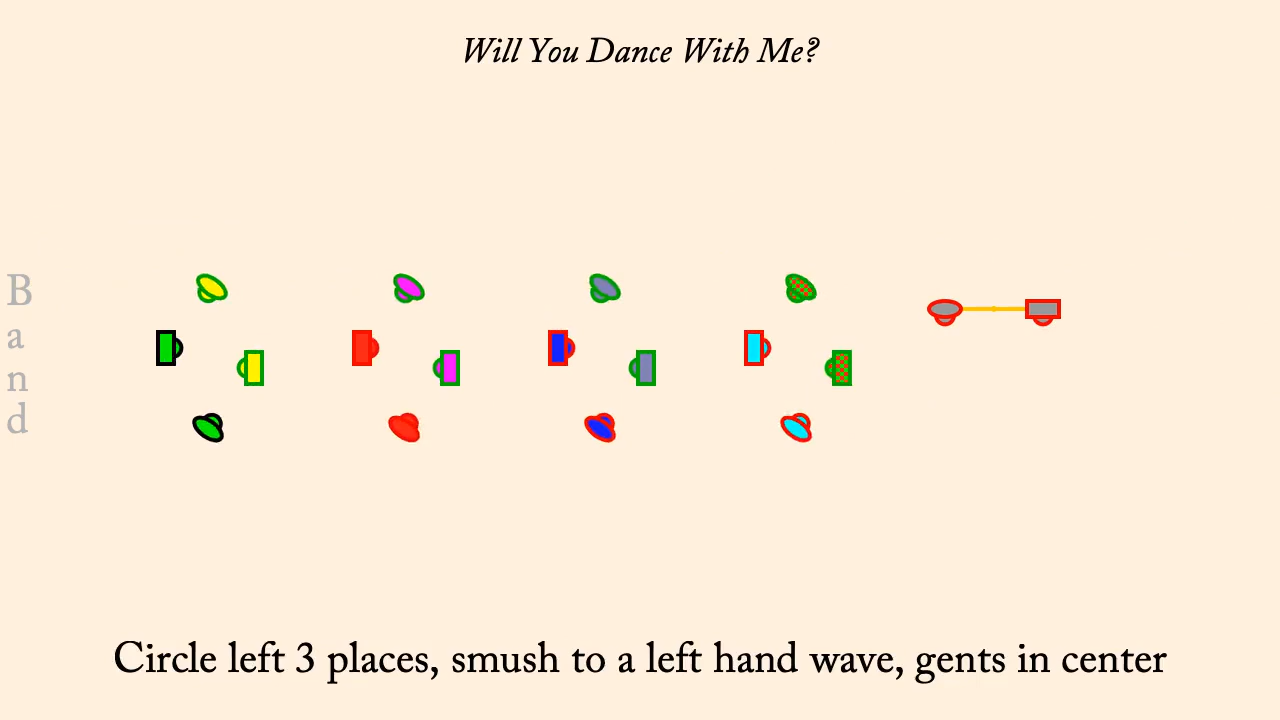 Will You Dance With Me?
B
a
n
d
Circle left 3 places, smush to a left hand wave, gents in center